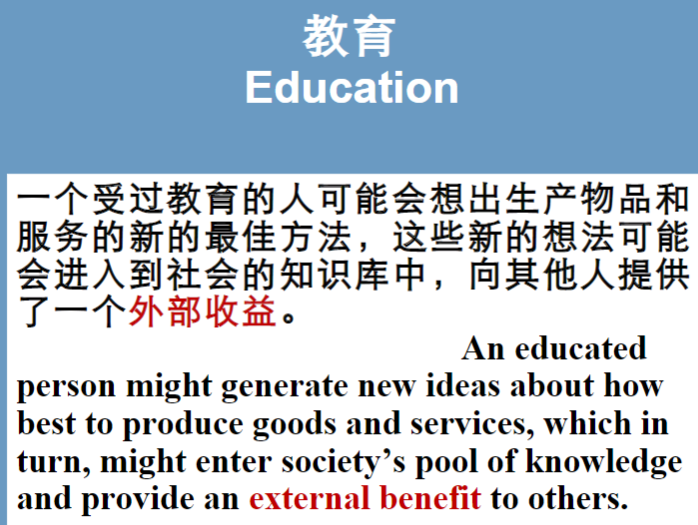 教育
Education
一个受过教育的人可能会想出生产物品和
服务的新的最佳方法，这些新的想法可能
会进入到社会的知识库中，向其他人提供
了一个外部收益。
An educated
person might generate new ideas about how
best to produce goods and services, which in
turn, might enter society’s pool of knowledge
and provide an external benefit to others.